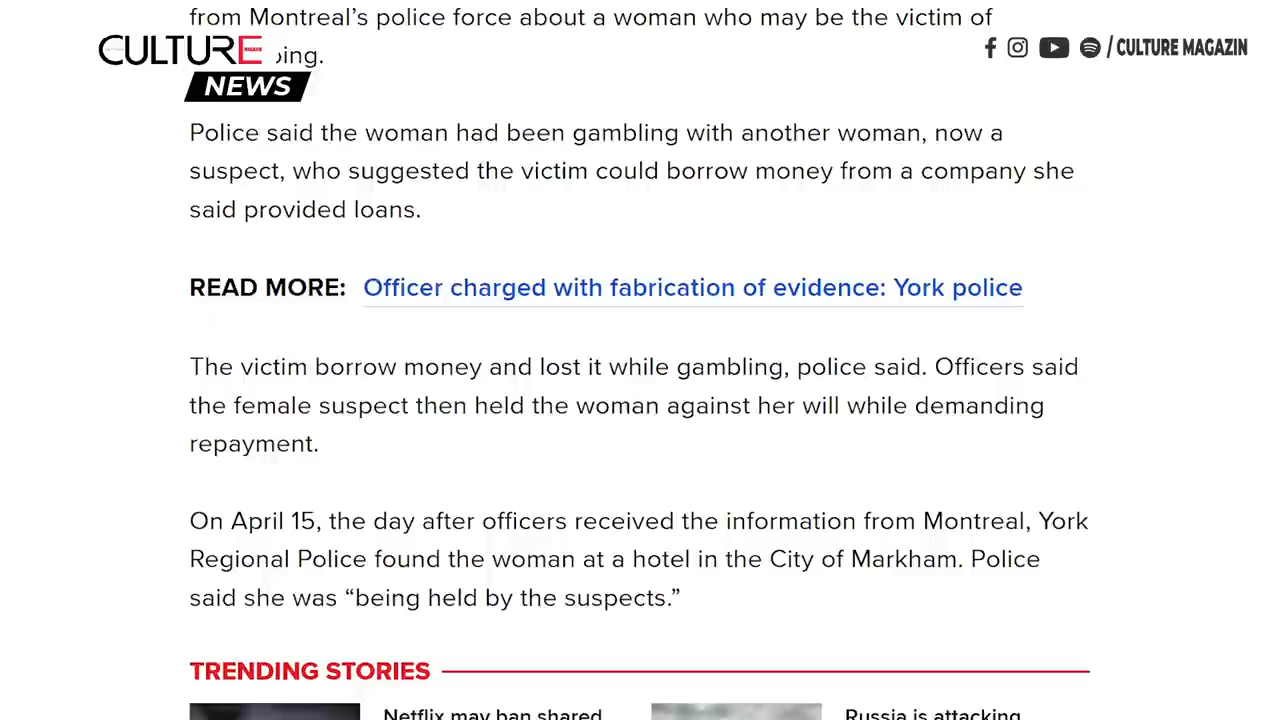 from Montreal's police force about a woman who may be the victim of
CULTURE
NEWS
/ CULTURE MAGAZIN
Police said the woman had been gambling with another woman, now a
suspect, who suggested the victim could borrow money from a company she
said provided loans.
READ MORE: Officer charged with fabrication of evidence: York police
The victim borrow money and lost it while gambling, police said. Officers said
the female suspect then held the woman against her will while demanding
repayment.
On April 15, the day after officers received the information from Montreal, York
Regional Police found the woman at a hotel in the City of Markham. Police
said she was “being held by the suspects.”
TRENDING STORIES
Netflix may ban shared
Russia is attacking